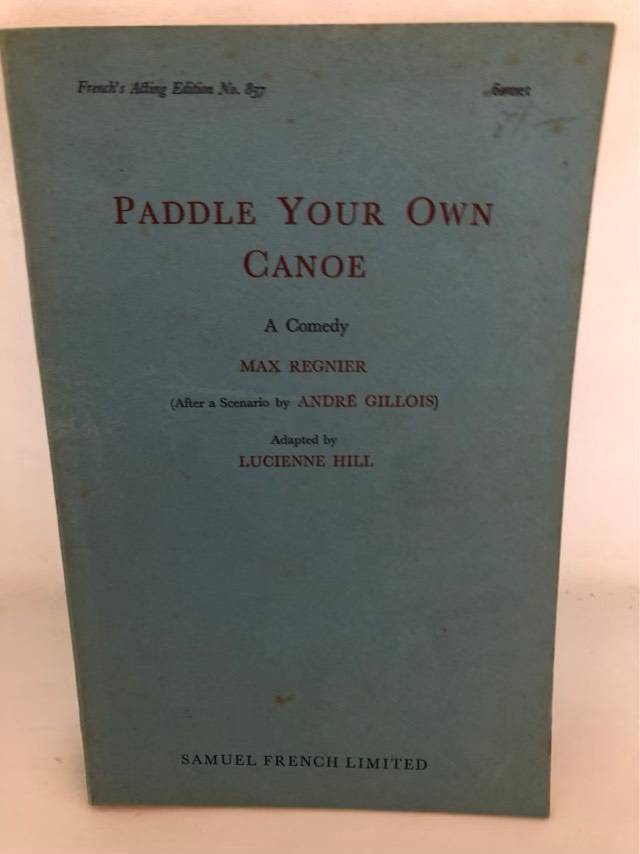 French's Acting Edition No. 857
PADDLE YOUR OWN
CANOE
A Comedy
MAX REGNIER
(After a Scenario by ANDRÉ GILLOIS)
Adapted by
LUCIENNE HILL
SAMUEL FRENCH LIMITED